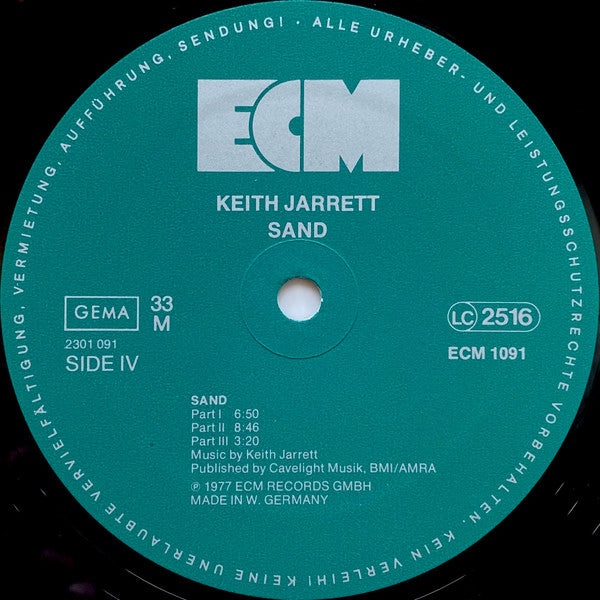 ALLE URHEBER- UND LEISTUNGSSCHUTZRECHTE VORBEHALTEN. KEIN VERLEIH! KEINE UNERLAUBTE VERVIELFÄLTIGUNG, VERMIETUNG, AUFFÜHRUNG, SENDUNG! ·
ECM
KEITH JARRETT
SAND
GEMA
33
M
LC 2516
2301 091
SIDE IV
ECM 1091
SAND
Part I 6:50
Part II 8:46
Part III 3:20
Music by Keith Jarrett
Published by Cavelight Musik, BMI/AMRA
℗ 1977 ECM RECORDS GMBH
MADE IN W. GERMANY